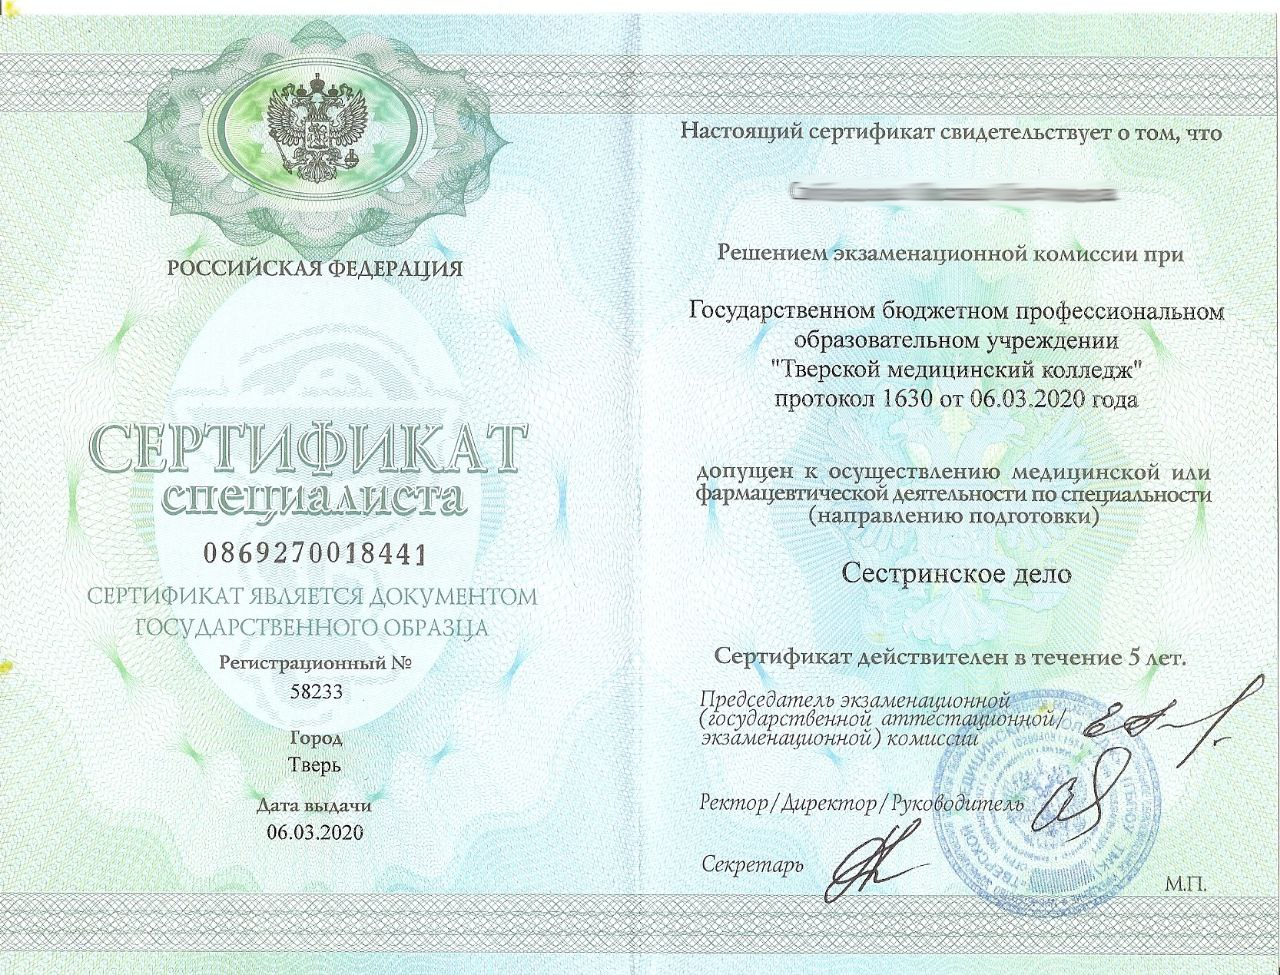 РОССИЙСКАЯ ФЕДЕРАЦИЯ
СЕРТИФИКАТ
специалиста
0869270018441
СЕРТИФИКАТ ЯВЛЯЕТСЯ ДОКУМЕНТОМ
ГОСУДАРСТВЕННОГО ОБРАЗЦА
Регистрационный №
58233
Город
Тверь
Дата выдачи
06.03.2020
Настоящий сертификат свидетельствует о том, что
Решением экзаменационной комиссии при
Государственном бюджетном профессиональном
образовательном учреждении
"Тверской медицинский колледж"
протокол 1630 от 06.03.2020 года
допущен к осуществлению медицинской или
фармацевтической деятельности по специальности
(направлению подготовки)
Сестринское дело
Сертификат действителен в течение 5 лет.
Председатель экзаменационной
(государственной аттестационной/
экзаменационной) комиссии
Ректор/Директор/Руководитель
Секретарь
М.П.